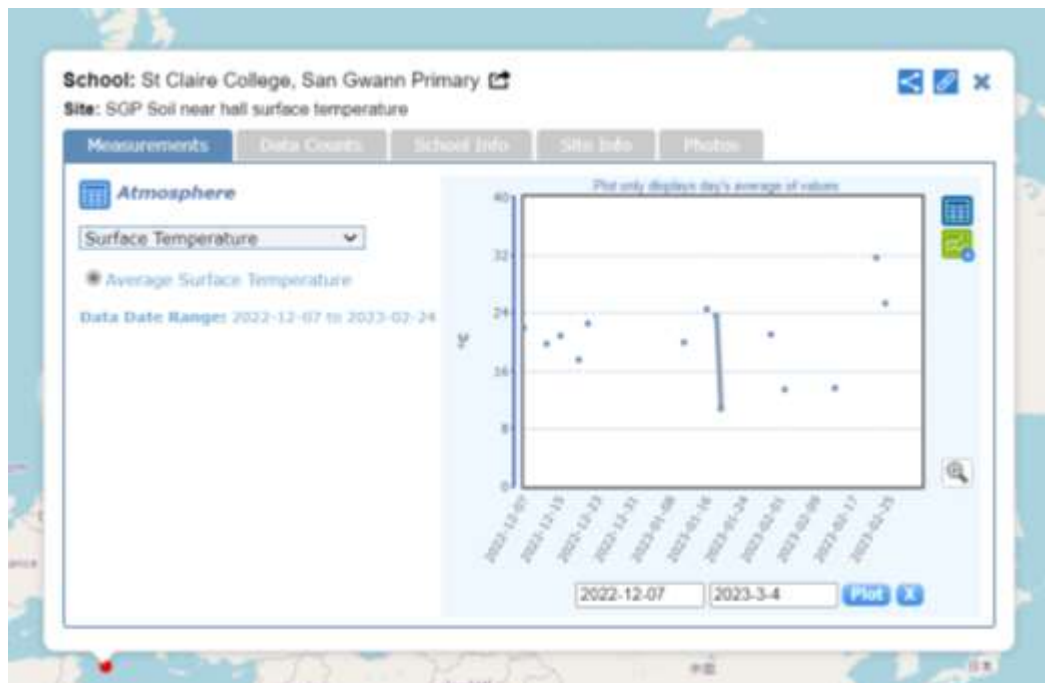 School: St Claire College, San Gwann Primary
Site: SGP Soil near hall surface temperature
Measurements Data Counts School Info Site Info Photos
Atmosphere
Surface Temperature
Average Surface Temperature
Data Date Range: 2022-12-07 to 2023-02-24
Plot only displays day's average of values
40
32
24
16
8
0
°C
2022-12-07 2022-12-15 2022-12-23 2022-12-31 2023-01-08 2023-01-16 2023-01-24 2023-02-01 2023-02-09 2023-02-17 2023-02-25
2022-12-07 2023-3-4 Plot X
中国
日本